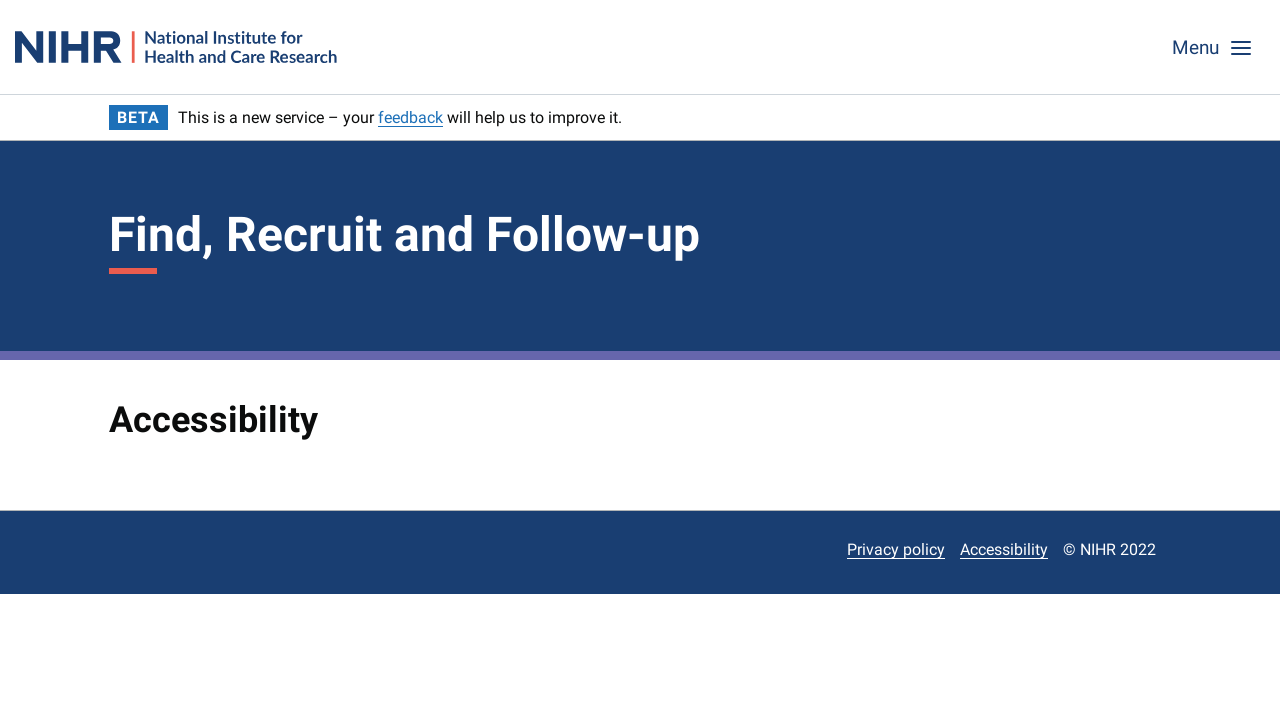 NIHR
National Institute for
Health and Care Research
Menu
BETA This is a new service – your feedback will help us to improve it.
Find, Recruit and Follow-up
Accessibility
Privacy policy Accessibility © NIHR 2022